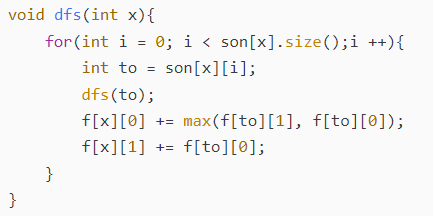 void dfs(int x){
    for(int i = 0; i < son[x].size();i ++){
        int to = son[x][i];
        dfs(to);
        f[x][0] += max(f[to][1], f[to][0]);
        f[x][1] += f[to][0];
    }
}